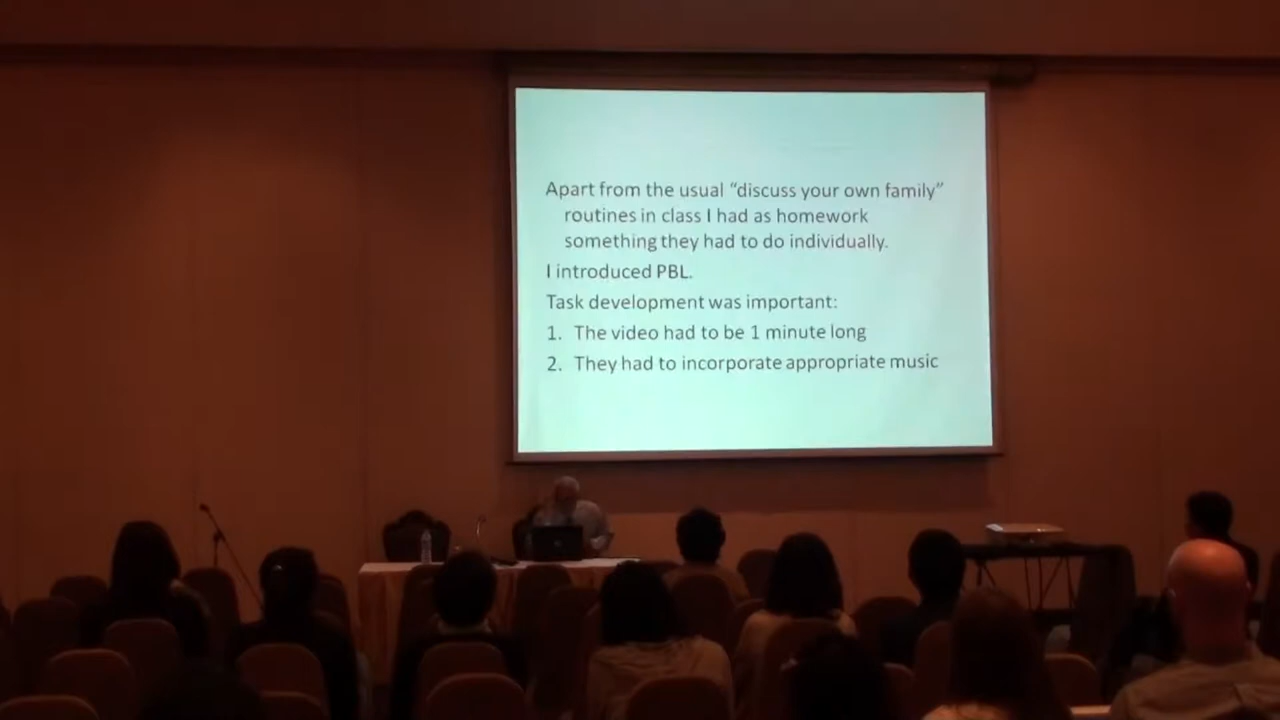 Apart from the usual “discuss your own family”
routines in class I had as homework
something they had to do individually.
I introduced PBL.
Task development was important:
1. The video had to be 1 minute long
2. They had to incorporate appropriate music